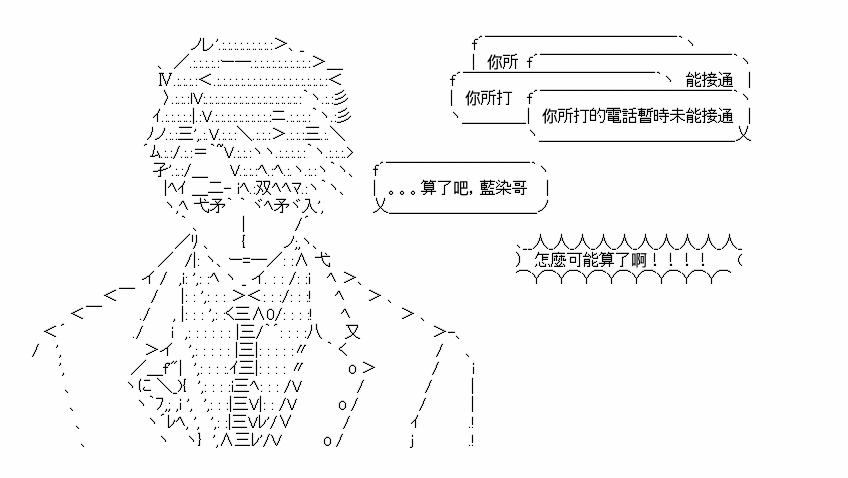 你所
能接通
你所打
你所打的電話暫時未能接通
。。。算了吧，藍染哥
怎麼可能算了啊！！！！